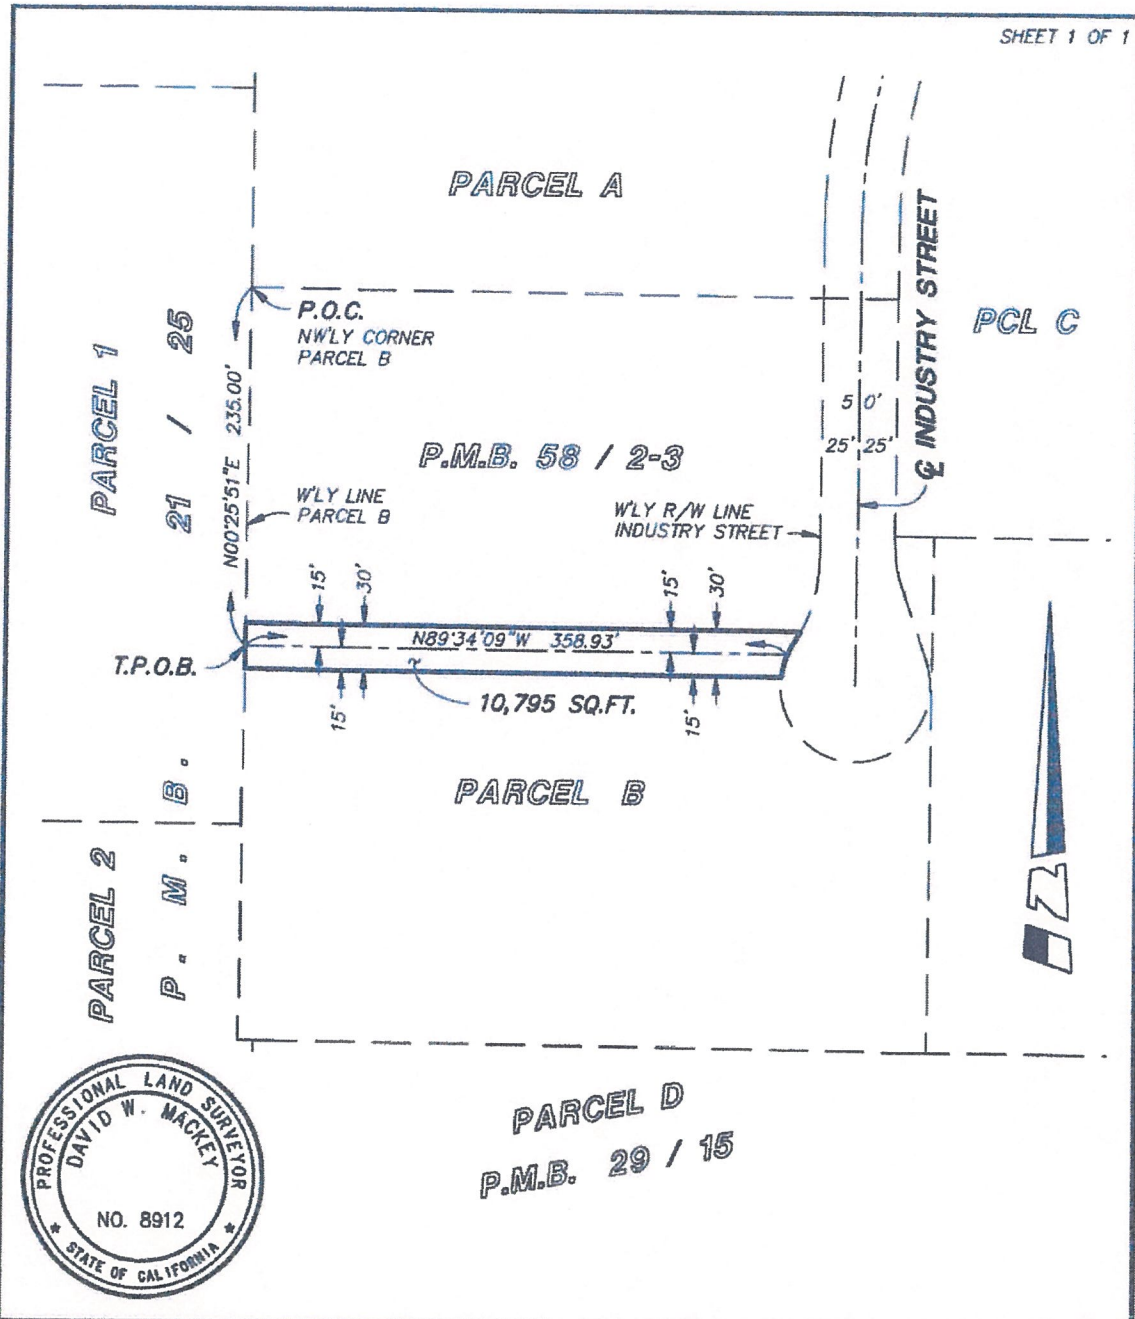 SHEET 1 OF 1
PARCEL A
℄ INDUSTRY STREET
PCL C
P.O.C.
NW'LY CORNER
PARCEL B
PARCEL 1
21 / 25
N00°25'51"E 235.00'
50'
25' 25'
P.M.B. 58 / 2-3
W'LY LINE
PARCEL B
W'LY R/W LINE
INDUSTRY STREET
15'
30'
15'
30'
N89°34'09"W 358.93'
T.P.O.B.
15'
10,795 SQ.FT.
15'
PARCEL B
PARCEL 2
P. M. B.
N
PARCEL D
P.M.B. 29 / 15
PROFESSIONAL LAND SURVEYOR
DAVID W. MACKEY
NO. 8912
STATE OF CALIFORNIA